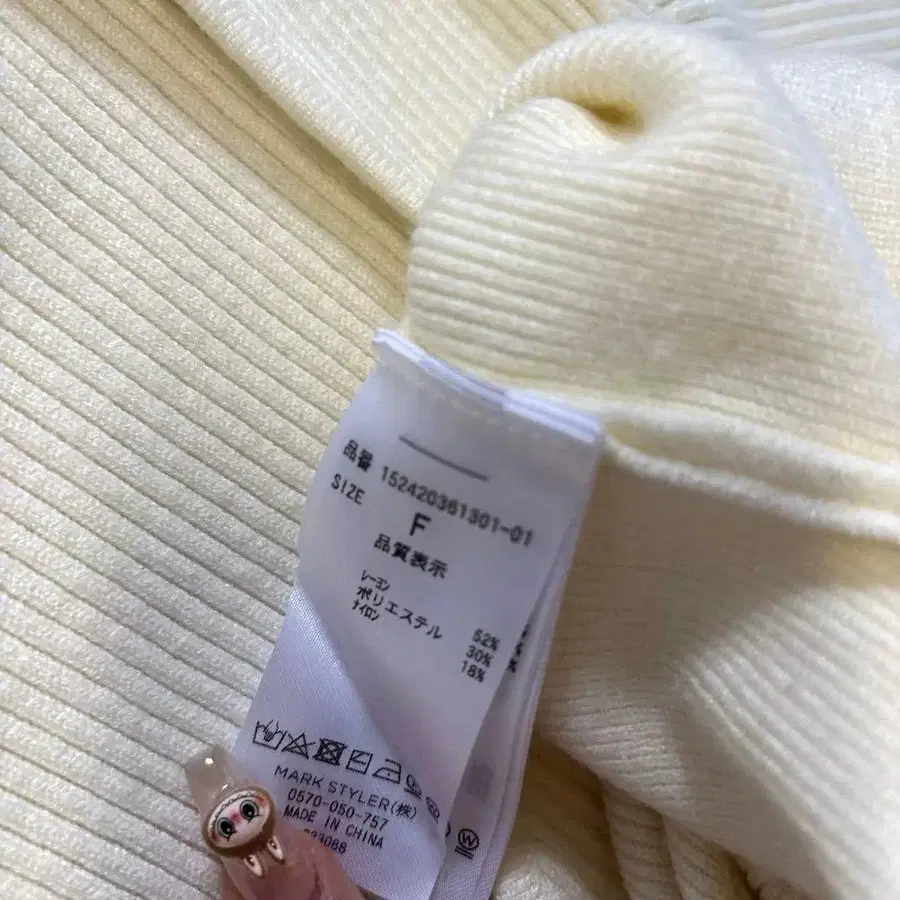 品番 152420361301-01
SIZE
F
品質表示
レーヨン 52%
ポリエステル 30%
ナイロン 18%
MARK STYLER(株)
0570-050-757
MADE IN CHINA
W